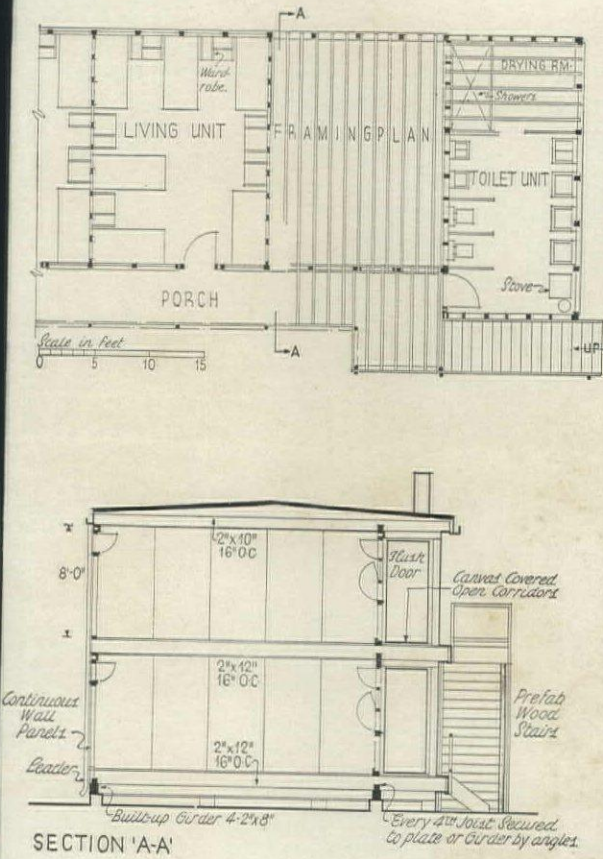 A
DRYING RM.
Ward-
robe.
Showers
LIVING UNIT
FRAMING PLAN
TOILET UNIT
Stove
PORCH
A
UP
Scale in Feet
0 5 10 15
2"x10"
16" O.C
8'-0"
Flush
Door
Canvas Covered
Open Corridors
2"x12"
16" O.C
Continuous
Wall
Panels
Prefab
Wood
Stairs
2"x12"
16" O.C
Leader
Built-up Girder 4-2"x8"
Every 4th Joist Secured
to plate or Girder by angles.
SECTION 'A-A'